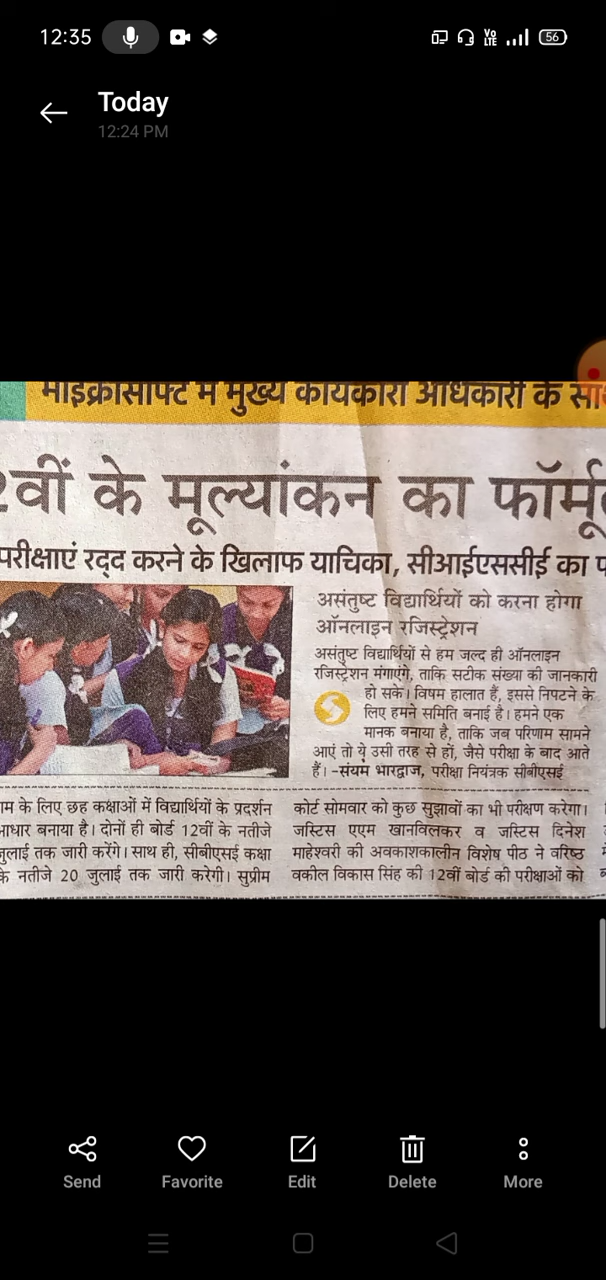 12:35
Vo
LTE
56
Today
12:24 PM
माइक्रोसॉफ्ट में मुख्य कार्यकारी अधिकारी के
वीं के मूल्यांकन का
परीक्षाएं रद्द करने के खिलाफ याचिका, सीआईएससीई का
असंतुष्ट विद्यार्थियों को करना होगा
ऑनलाइन रजिस्ट्रेशन
असंतुष्ट विद्यार्थियों से हम जल्द ही ऑनलाइन
रजिस्ट्रेशन मंगाएंगे, ताकि सटीक संख्या की जानकारी
हो सके। विषम हालात हैं, इससे निपटने के
लिए हमने समिति बनाई है। हमने एक
मानक बनाया है, ताकि जब परिणाम सामने
आएं तो ये उसी तरह से हों, जैसे परीक्षा के बाद आते
हैं। -संयम भारद्वाज, परीक्षा नियंत्रक सीबीएसई
के लिए छह कक्षाओं में विद्यार्थियों के प्रदर्शन
आधार बनाया है। दोनों ही बोर्ड 12वीं के नतीजे
जुलाई तक जारी करेंगे। साथ ही, सीबीएसई कक्षा
के नतीजे 20 जुलाई तक जारी करेगी। सुप्रीम
कोर्ट सोमवार को कुछ सुझावों का भी परीक्षण करेगा।
जस्टिस एएम खानविलकर व जस्टिस दिनेश
माहेश्वरी की अवकाशकालीन विशेष पीठ ने वरिष्ठ
वकील विकास सिंह की 12वीं बोर्ड की परीक्षाओं को
Send
Favorite
Edit
Delete
More